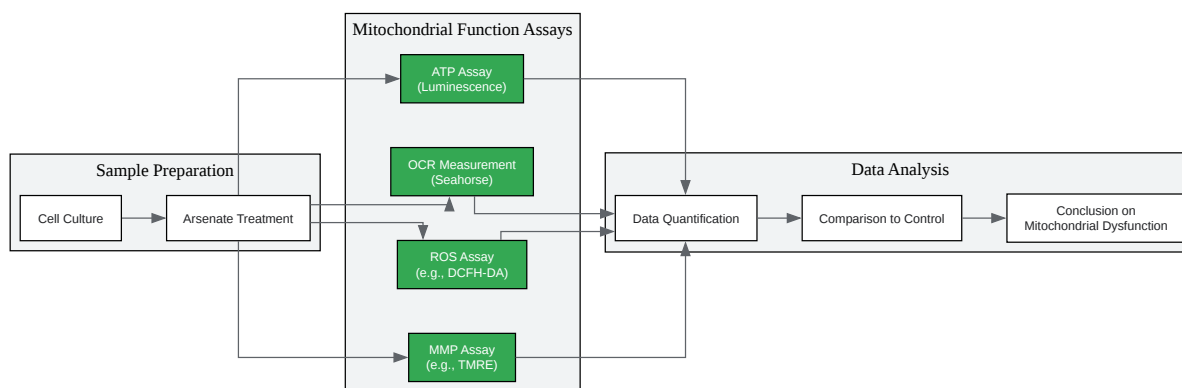 Sample Preparation
Cell Culture
Arsenate Treatment
Mitochondrial Function Assays
ATP Assay
(Luminescence)
OCR Measurement
(Seahorse)
ROS Assay
(e.g., DCFH-DA)
MMP Assay
(e.g., TMRE)
Data Analysis
Data Quantification
Comparison to Control
Conclusion on
Mitochondrial Dysfunction